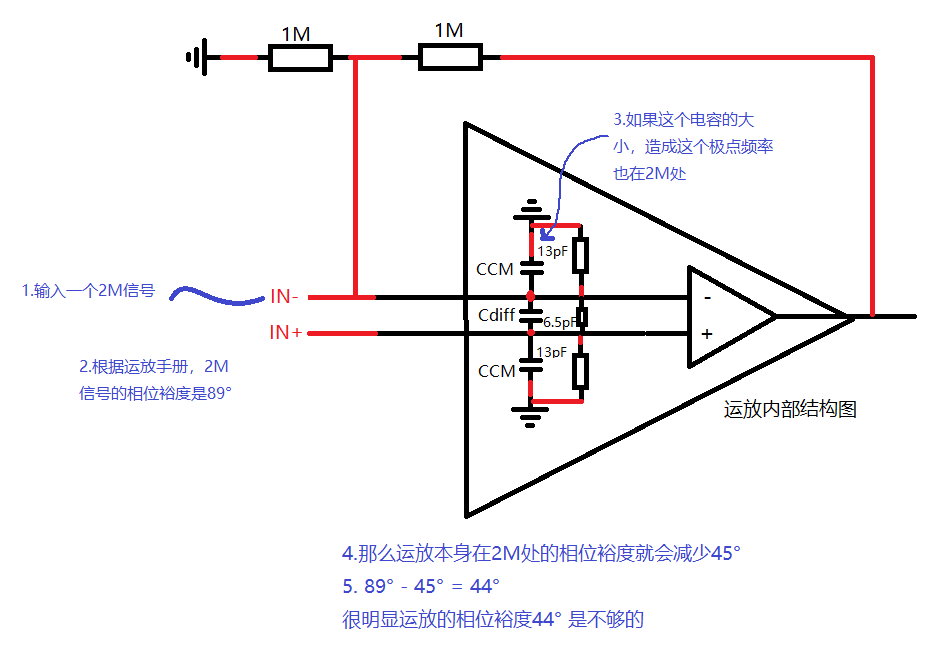 1M
1M
3.如果这个电容的大
小，造成这个极点频率
也在2M处
13pF
CCM
1.输入一个2M信号
IN-
-
Cdiff
6.5pF
IN+
+
13pF
2.根据运放手册，2M
信号的相位裕度是89°
CCM
运放内部结构图
4.那么运放本身在2M处的相位裕度就会减少45°
5. 89° - 45° = 44°
很明显运放的相位裕度44° 是不够的